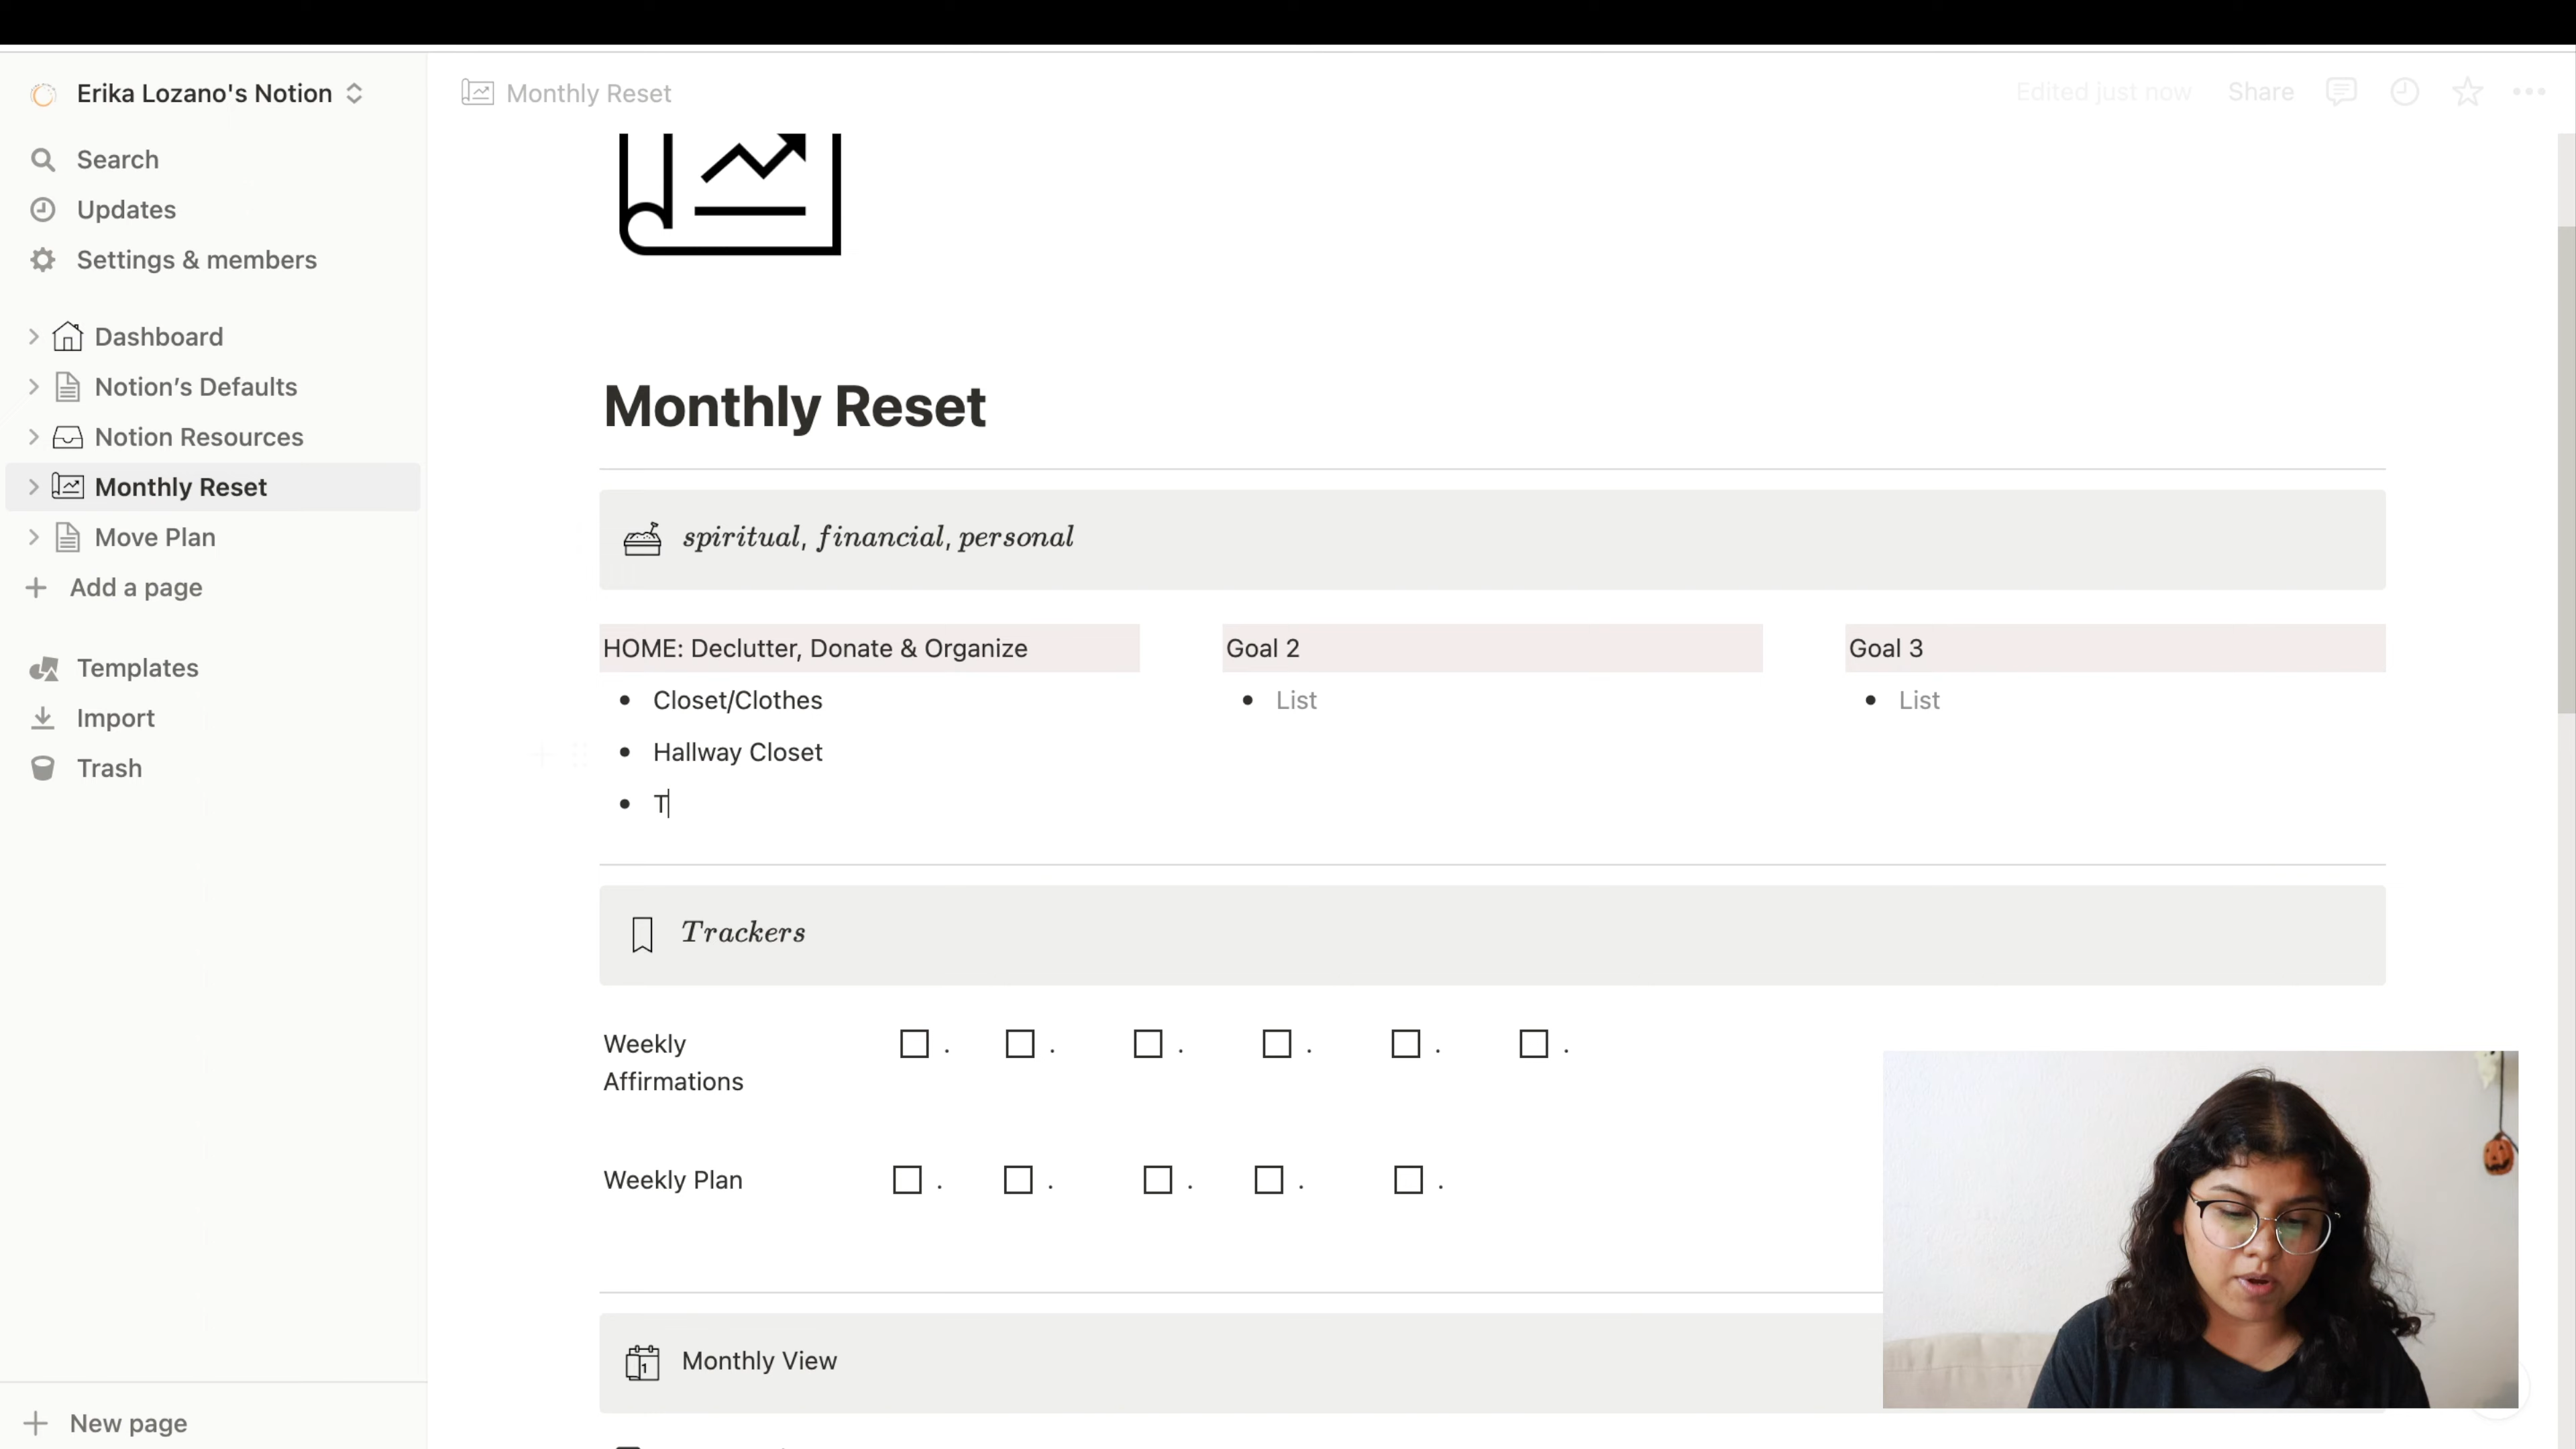 Erika Lozano's Notion
Search
Updates
Settings & members
Dashboard
Notion's Defaults
Notion Resources
Monthly Reset
Move Plan
Add a page
Templates
Import
Trash
New page
Monthly Reset
Edited just now
Share
Monthly Reset
spiritual, financial, personal
HOME: Declutter, Donate & Organize
Closet/Clothes
Hallway Closet
T
Goal 2
List
Goal 3
List
Trackers
Weekly
Affirmations
. . . . . .
Weekly Plan
. . . . .
1
Monthly View